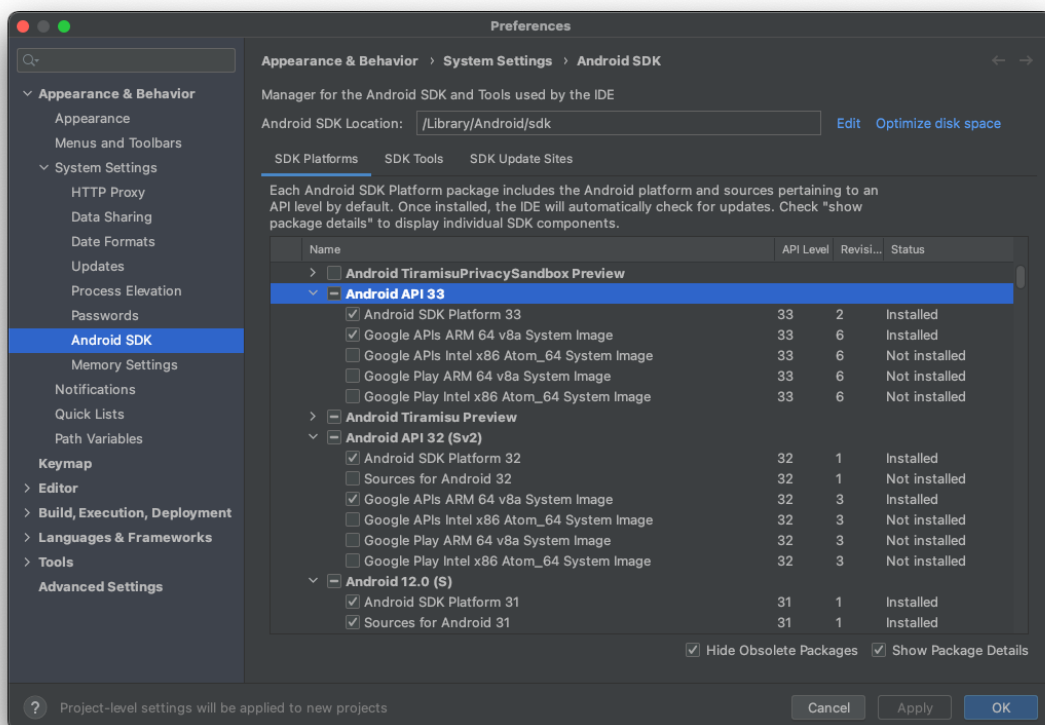 Preferences
Appearance & Behavior › System Settings › Android SDK
Manager for the Android SDK and Tools used by the IDE
Android SDK Location: /Library/Android/sdk Edit Optimize disk space
Appearance & Behavior
Appearance
Menus and Toolbars
System Settings
HTTP Proxy
Data Sharing
Date Formats
Updates
Process Elevation
Passwords
Android SDK
Memory Settings
Notifications
Quick Lists
Path Variables
Keymap
Editor
Build, Execution, Deployment
Languages & Frameworks
Tools
Advanced Settings
SDK Platforms SDK Tools SDK Update Sites
Each Android SDK Platform package includes the Android platform and sources pertaining to an
API level by default. Once installed, the IDE will automatically check for updates. Check "show
package details" to display individual SDK components.
Name API Level Revisi... Status
Android TiramisuPrivacySandbox Preview
Android API 33
Android SDK Platform 33 33 2 Installed
Google APIs ARM 64 v8a System Image 33 6 Installed
Google APIs Intel x86 Atom_64 System Image 33 6 Not installed
Google Play ARM 64 v8a System Image 33 6 Not installed
Google Play Intel x86 Atom_64 System Image 33 6 Not installed
Android Tiramisu Preview
Android API 32 (Sv2)
Android SDK Platform 32 32 1 Installed
Sources for Android 32 32 1 Not installed
Google APIs ARM 64 v8a System Image 32 3 Installed
Google APIs Intel x86 Atom_64 System Image 32 3 Not installed
Google Play ARM 64 v8a System Image 32 3 Not installed
Google Play Intel x86 Atom_64 System Image 32 3 Not installed
Android 12.0 (S)
Android SDK Platform 31 31 1 Installed
Sources for Android 31 31 1 Installed
Hide Obsolete Packages Show Package Details
? Project-level settings will be applied to new projects
Cancel Apply OK